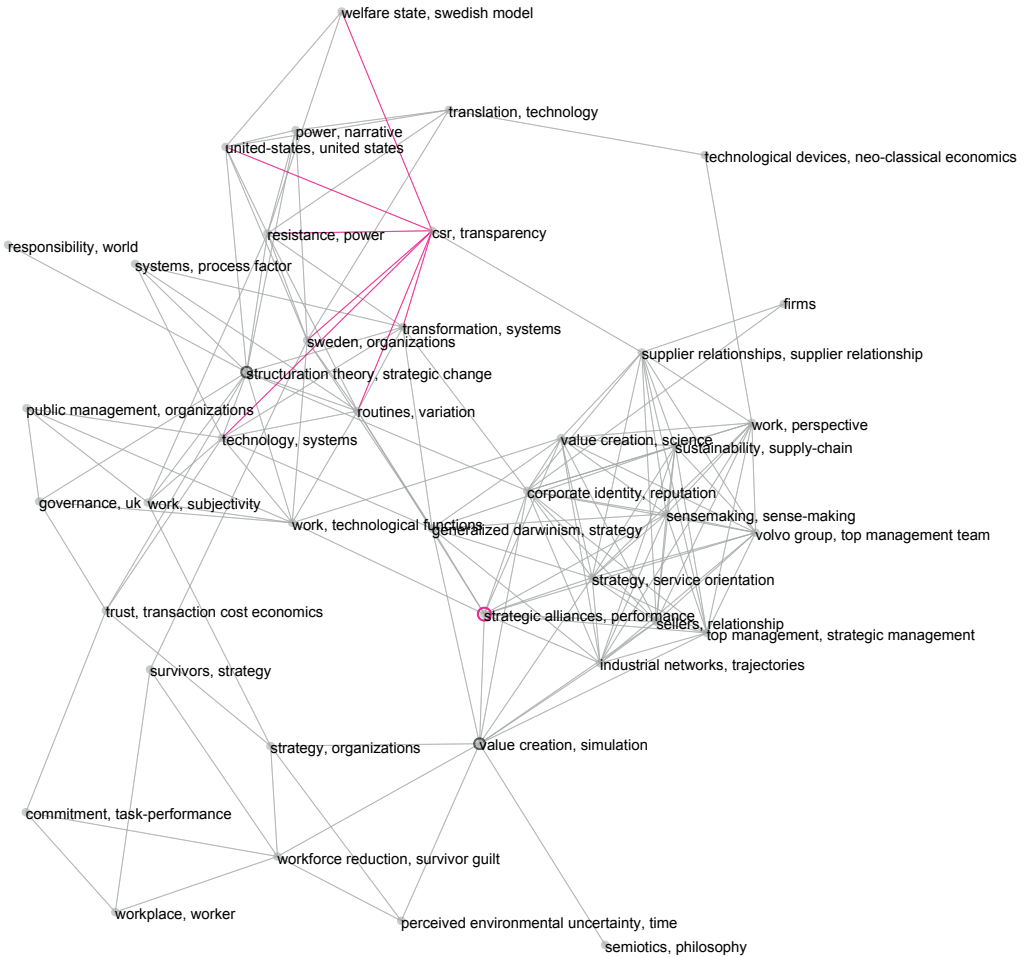 welfare state, swedish model
translation, technology
power, narrative
united-states, united states
technological devices, neo-classical economics
resistance, power
csr, transparency
responsibility, world
systems, process factor
firms
transformation, systems
sweden, organizations
supplier relationships, supplier relationship
structuration theory, strategic change
public management, organizations
routines, variation
work, perspective
technology, systems
value creation, science
sustainability, supply-chain
corporate identity, reputation
governance, uk
work, subjectivity
sensemaking, sense-making
work, technological functions
generalized darwinism, strategy
volvo group, top management team
strategy, service orientation
trust, transaction cost economics
strategic alliances, performance
sellers, relationship
top management, strategic management
industrial networks, trajectories
survivors, strategy
strategy, organizations
value creation, simulation
commitment, task-performance
workforce reduction, survivor guilt
workplace, worker
perceived environmental uncertainty, time
semiotics, philosophy